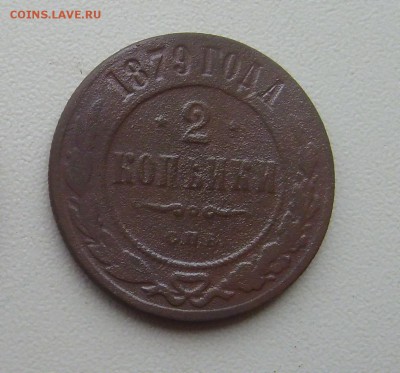 COINS.LAVE.RU
1879 ГОДА
2
КОПѢЙКИ
С.П.Б.